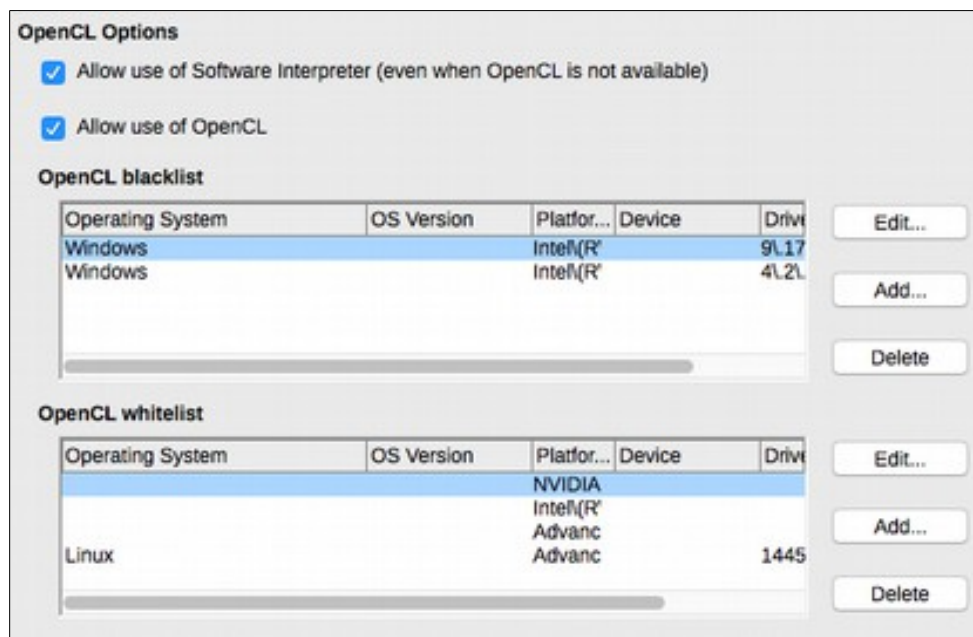 OpenCL Options
Allow use of Software Interpreter (even when OpenCL is not available)
Allow use of OpenCL
OpenCL blacklist
Operating System OS Version Platfor... Device Drive
Edit...
Windows Intel\(R' 9\.17
Windows Intel\(R' 4\.2\.
Add...
Delete
OpenCL whitelist
Operating System OS Version Platfor... Device Drive
Edit...
NVIDIA
Intel\(R'
Advanc
Add...
Linux Advanc 1445
Delete